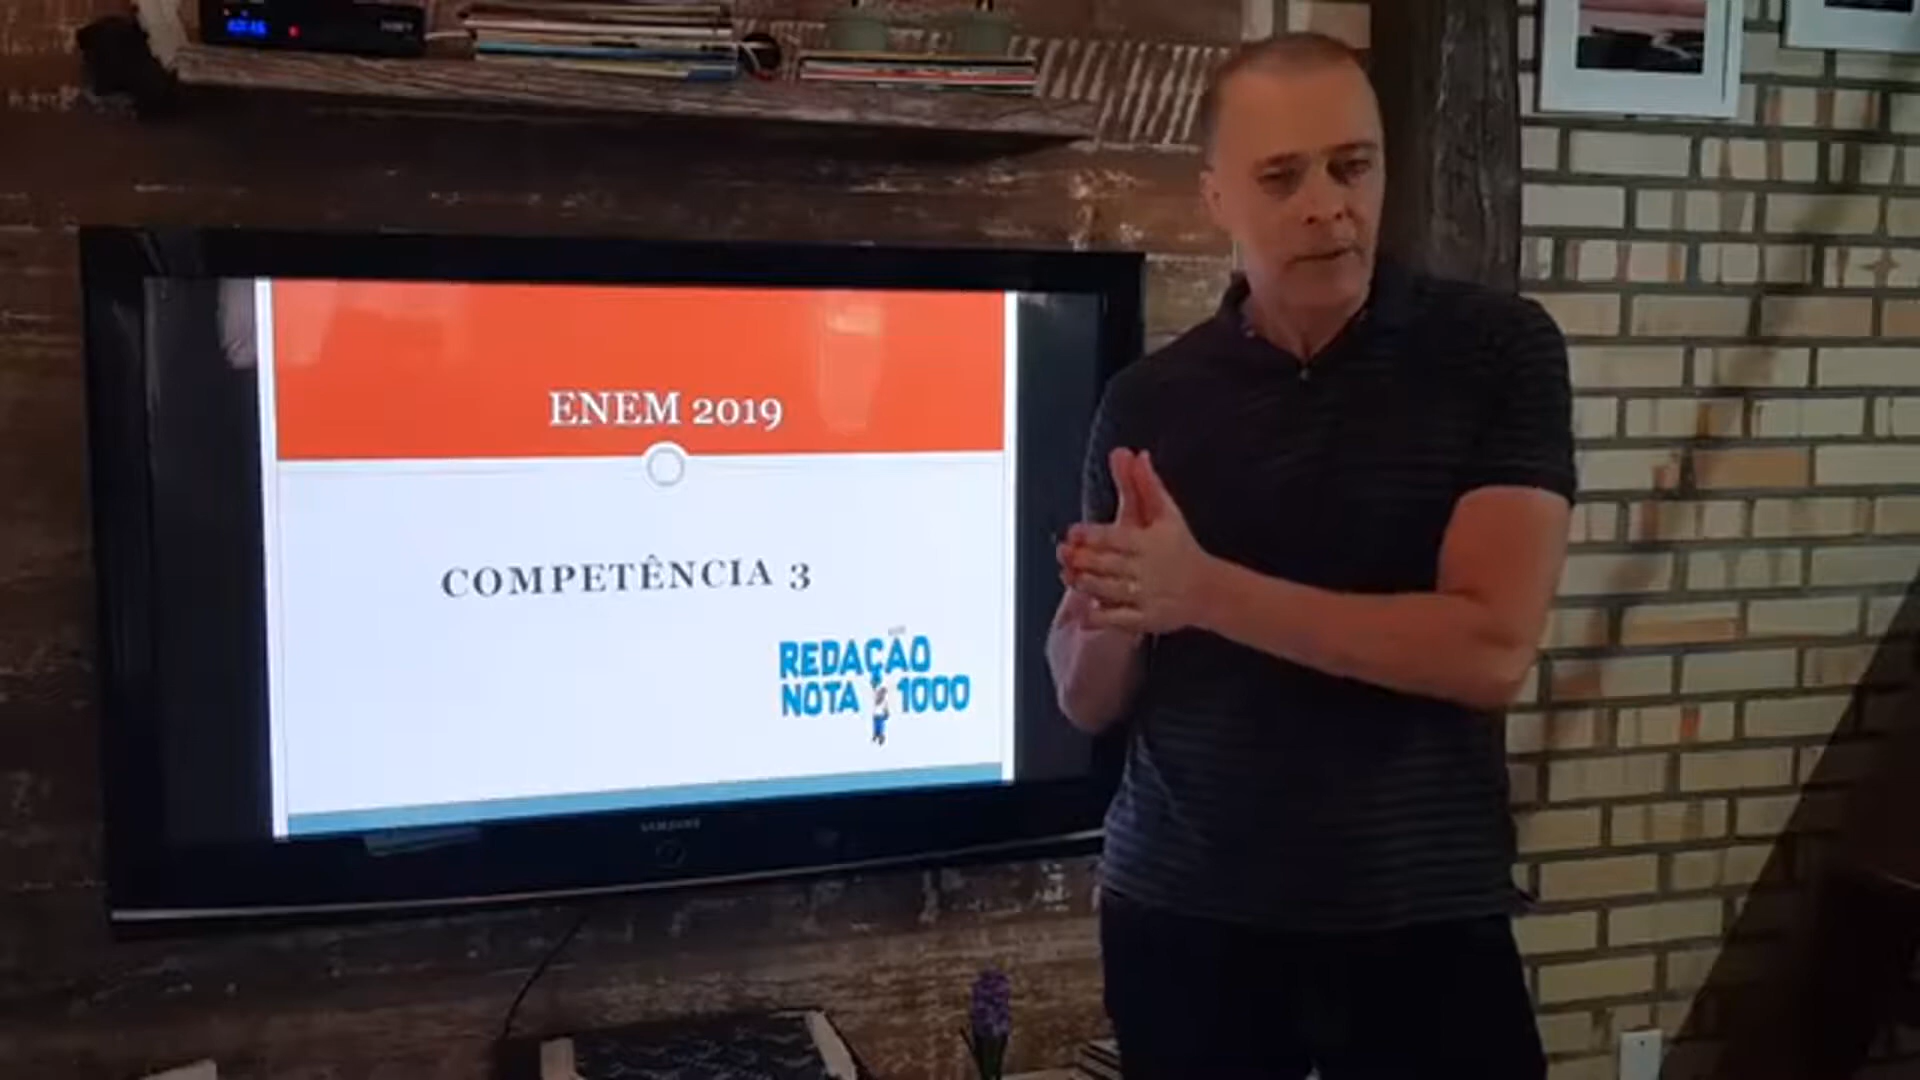 ENEM 2019
COMPETÊNCIA 3
REDAÇÃO
NOTA 1000
SAMSUNG